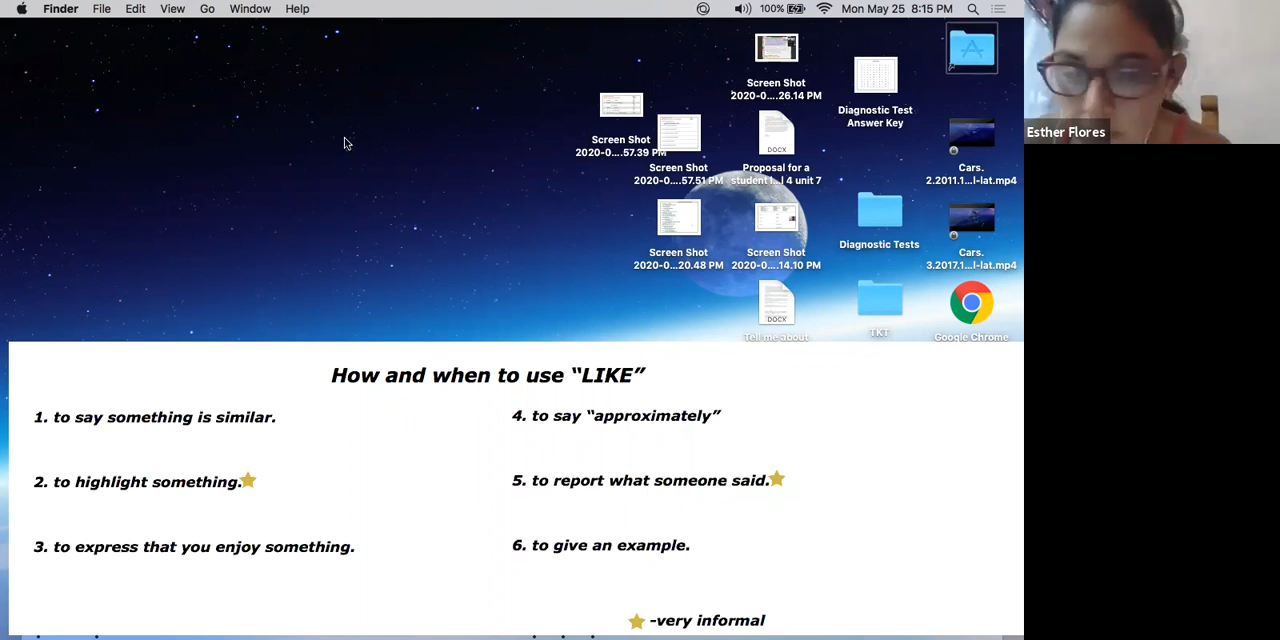 Finder File Edit View Go Window Help 100% Mon May 25 8:15 PM
Screen Shot
2020-0....26.14 PM
Diagnostic Test
Answer Key
Screen Shot
2020-0....57.39 PM
Screen Shot
2020-0....57.51 PM
DOCX
Proposal for a
student l...l 4 unit 7
Cars.
2.2011.1...l-lat.mp4
Esther Flores
Screen Shot
2020-0....20.48 PM
Screen Shot
2020-0....14.10 PM
Diagnostic Tests
Cars.
3.2017.1...l-lat.mp4
DOCX
Tell me about
TKT
Google Chrome
How and when to use “LIKE”
1. to say something is similar.
2. to highlight something.
3. to express that you enjoy something.
4. to say “approximately”
5. to report what someone said.
6. to give an example.
-very informal